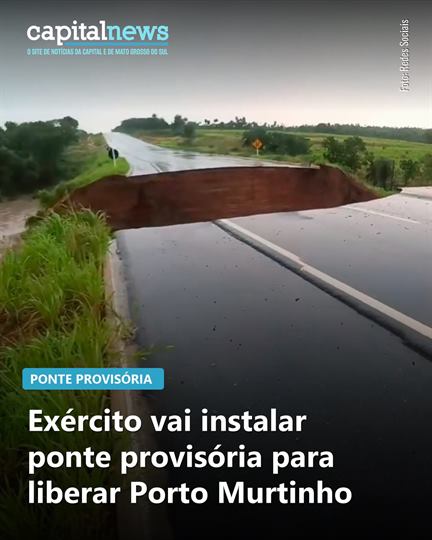 capitalnews
O SITE DE NOTÍCIAS DA CAPITAL E DE MATO GROSSO DO SUL
Foto: Redes Sociais
PONTE PROVISÓRIA
Exército vai instalar
ponte provisória para
liberar Porto Murtinho